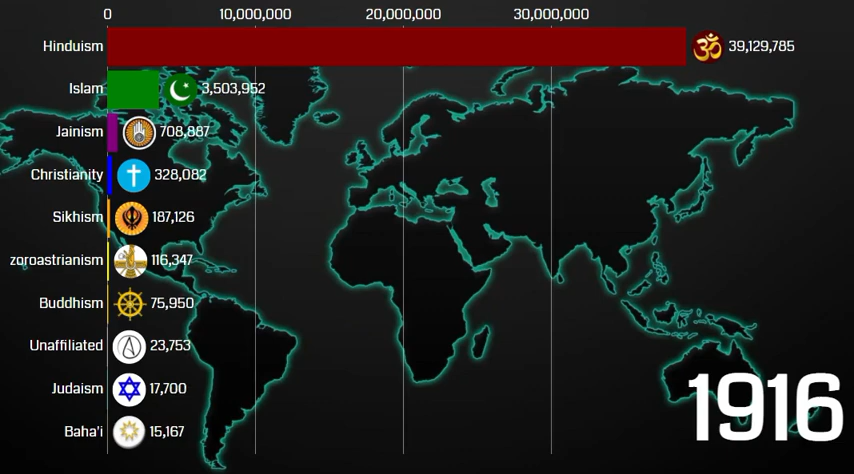 0 10,000,000 20,000,000 30,000,000
Hinduism ॐ 39,129,785
Islam 3,503,952
Jainism 708,887
Christianity 328,082
Sikhism 187,126
zoroastrianism 116,347
Buddhism 75,950
Unaffiliated 23,753
Judaism 17,700
Baha'i 15,167
1916